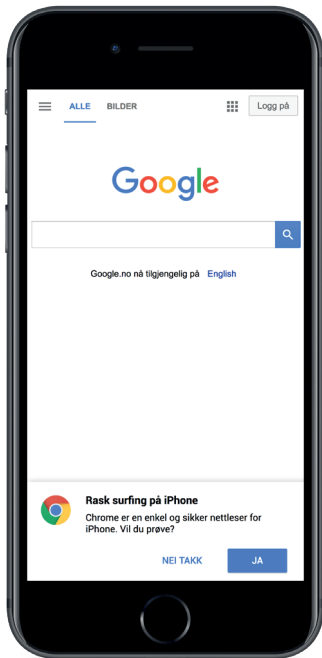 ALLE BILDER Logg på
Google
Google.no nå tilgjengelig på English
Rask surfing på iPhone
Chrome er en enkel og sikker nettleser for
iPhone. Vil du prøve?
NEI TAKK JA